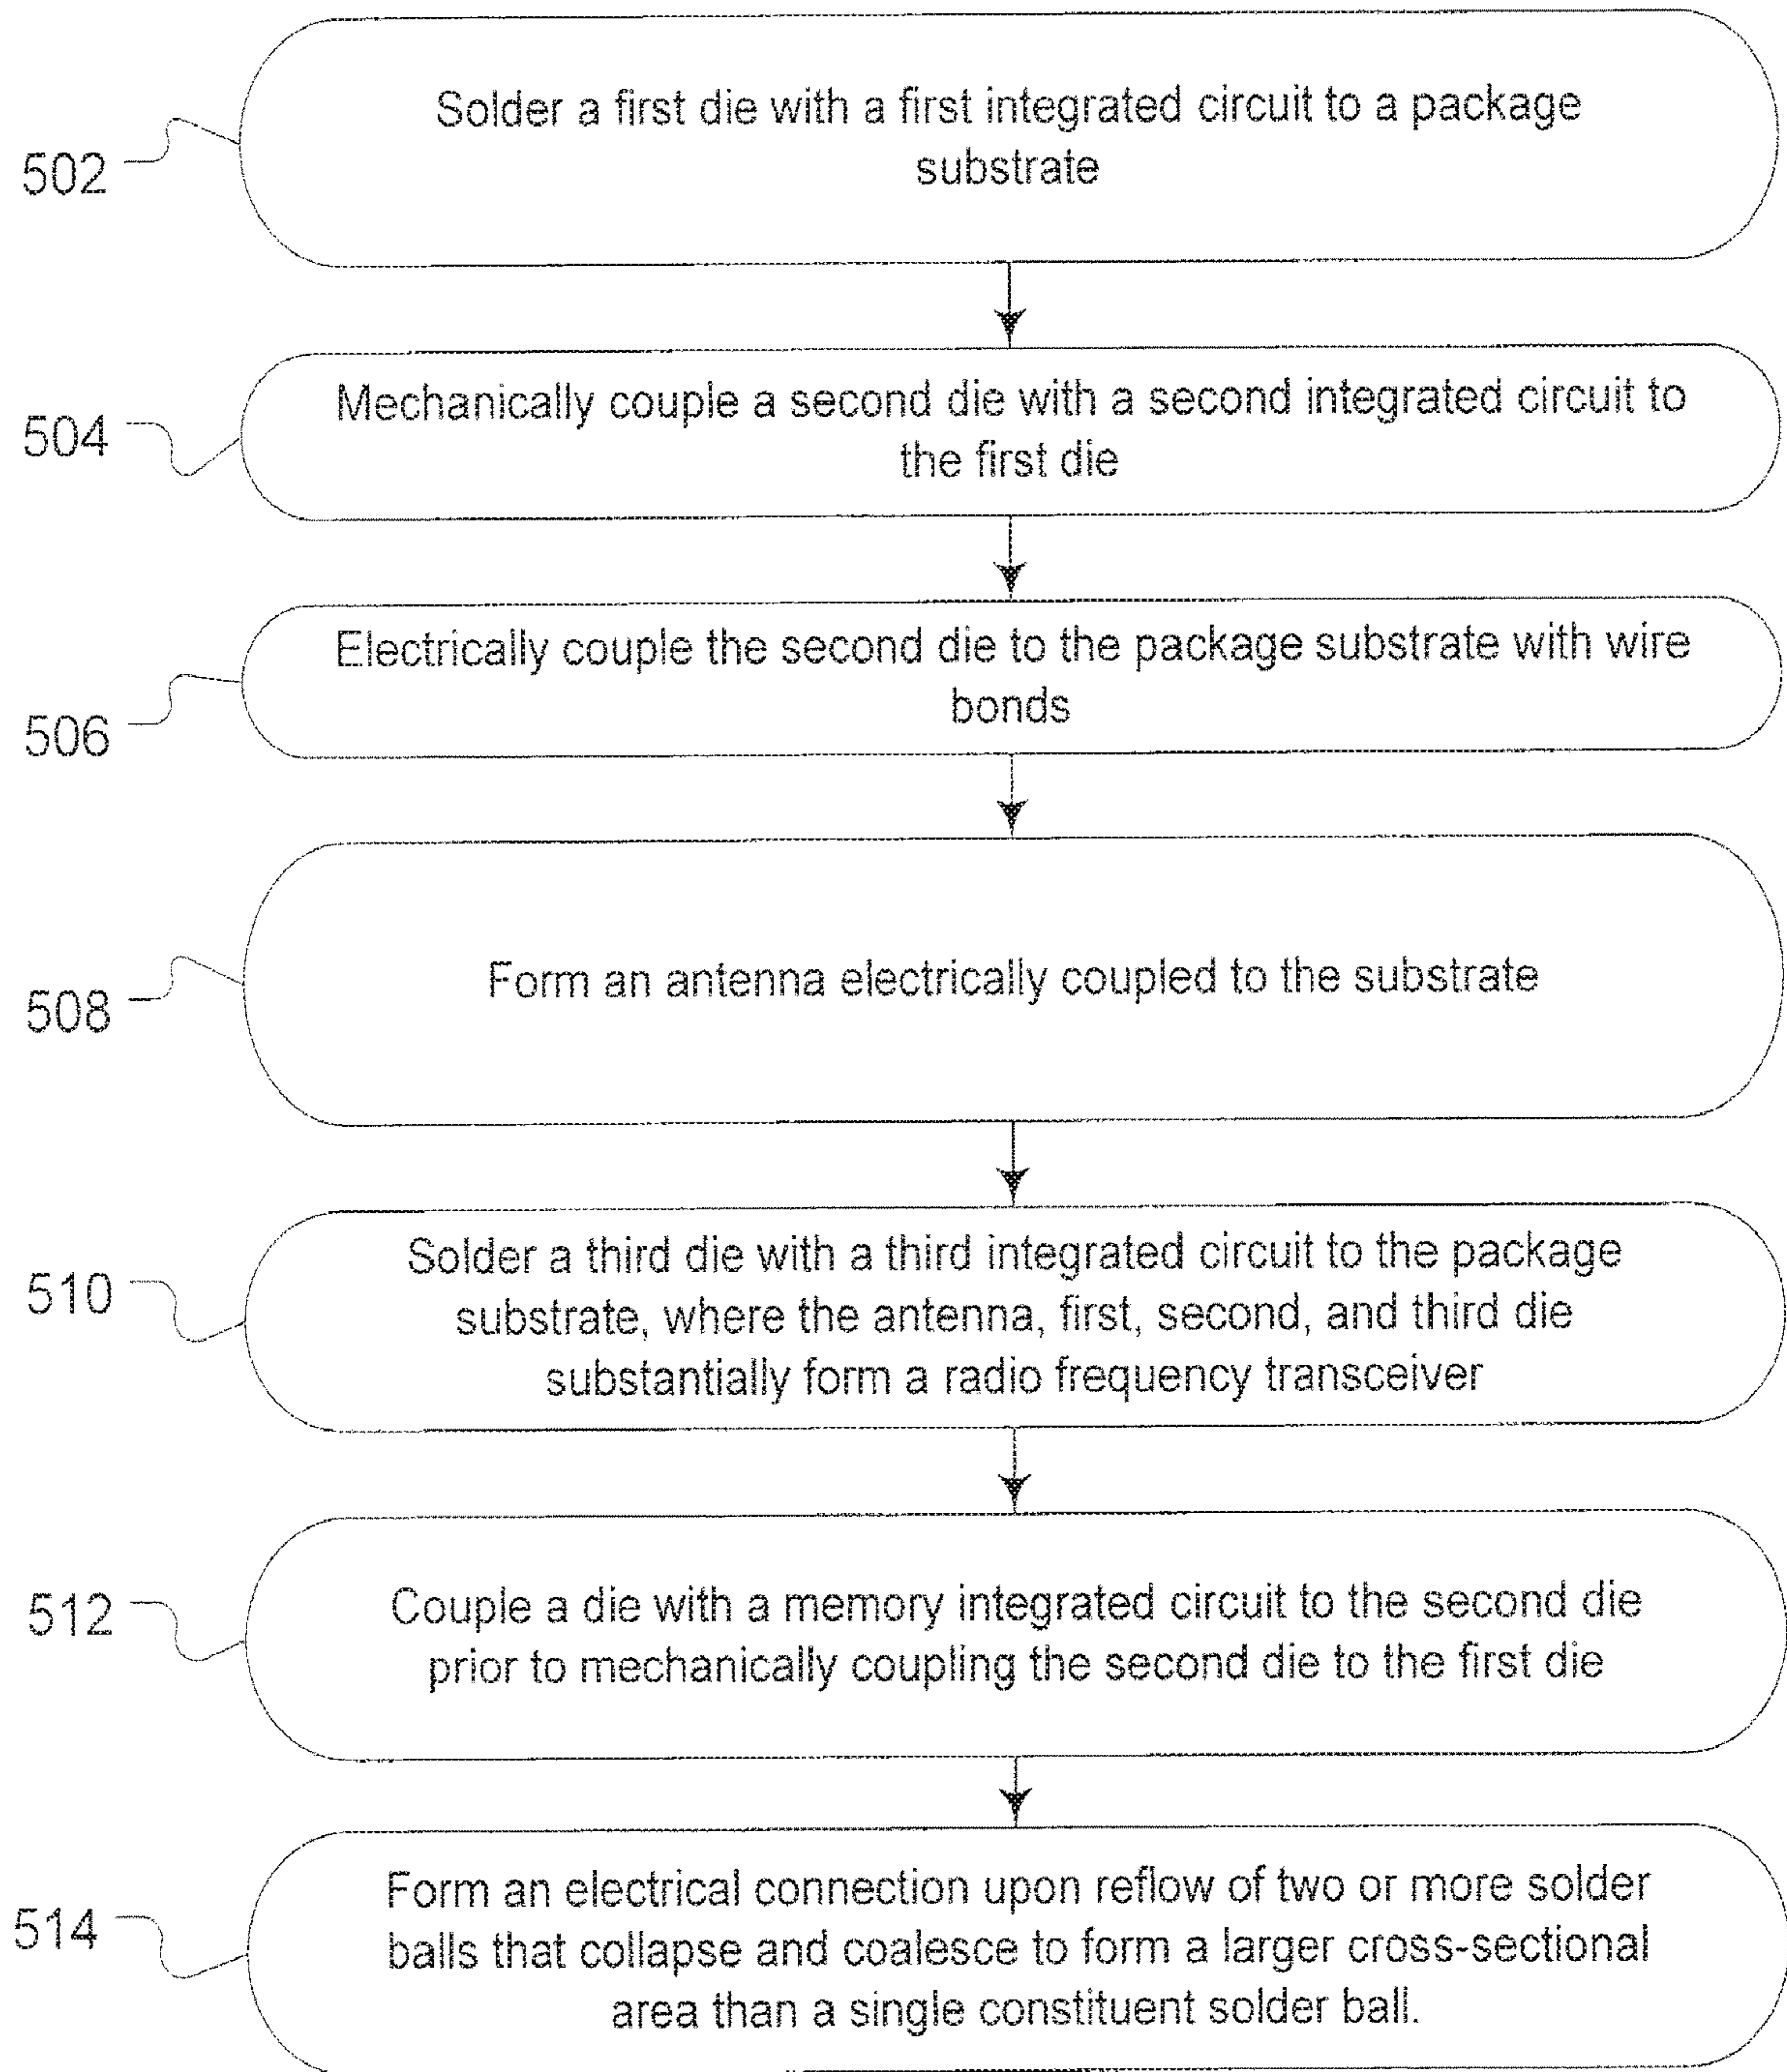 502
Solder a first die with a first integrated circuit to a package
substrate
504
Mechanically couple a second die with a second integrated circuit to
the first die
506
Electrically couple the second die to the package substrate with wire
bonds
508
Form an antenna electrically coupled to the substrate
510
Solder a third die with a third integrated circuit to the package
substrate, where the antenna, first, second, and third die
substantially form a radio frequency transceiver
512
Couple a die with a memory integrated circuit to the second die
prior to mechanically coupling the second die to the first die
514
Form an electrical connection upon reflow of two or more solder
balls that collapse and coalesce to form a larger cross-sectional
area than a single constituent solder ball.